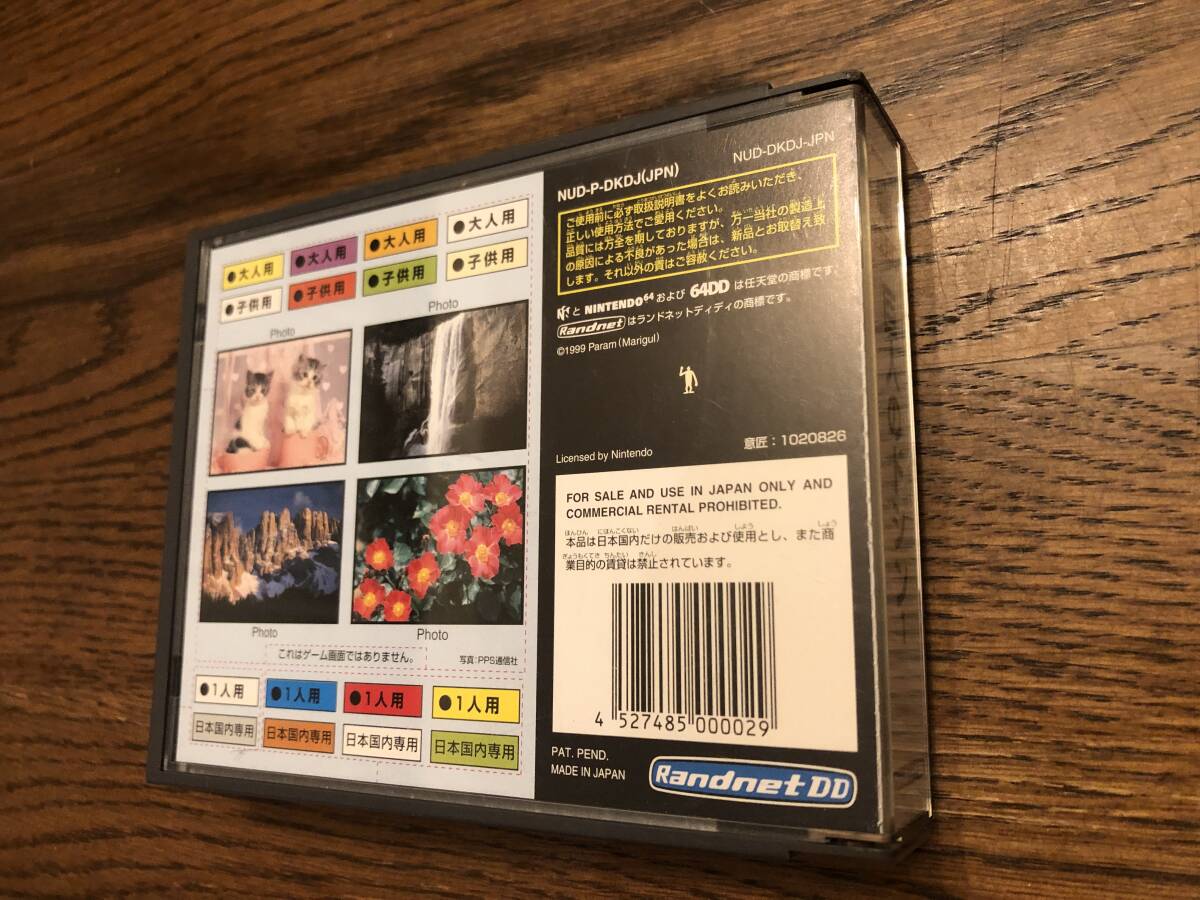 ●大人用
●大人用
●大人用
●大人用
●子供用
●子供用
●子供用
●子供用
Photo
Photo
Photo
Photo
これはゲーム画面ではありません。
写真:PPS通信社
●1人用
●1人用
●1人用
●1人用
日本国内専用
日本国内専用
日本国内専用
日本国内専用
NUD-P-DKDJ(JPN)
NUD-DKDJ-JPN
ご使用前に必ず取扱説明書をよくお読みいただき、
正しい使用方法でご愛用ください。
品質には万全を期しておりますが、万一当社の製造上
の原因による不良があった場合は、新品とお取替え致
します。それ以外の責はご容赦ください。
と NINTENDO64 および 64DD は任天堂の商標です。
Randnet はランドネットディディの商標です。
©1999 Param(Marigul)
意匠:1020826
Licensed by Nintendo
FOR SALE AND USE IN JAPAN ONLY AND
COMMERCIAL RENTAL PROHIBITED.
本品は日本国内だけの販売および使用とし、また商
業目的の賃貸は禁止されています。
4 527485 000029
PAT. PEND.
MADE IN JAPAN
Randnet DD